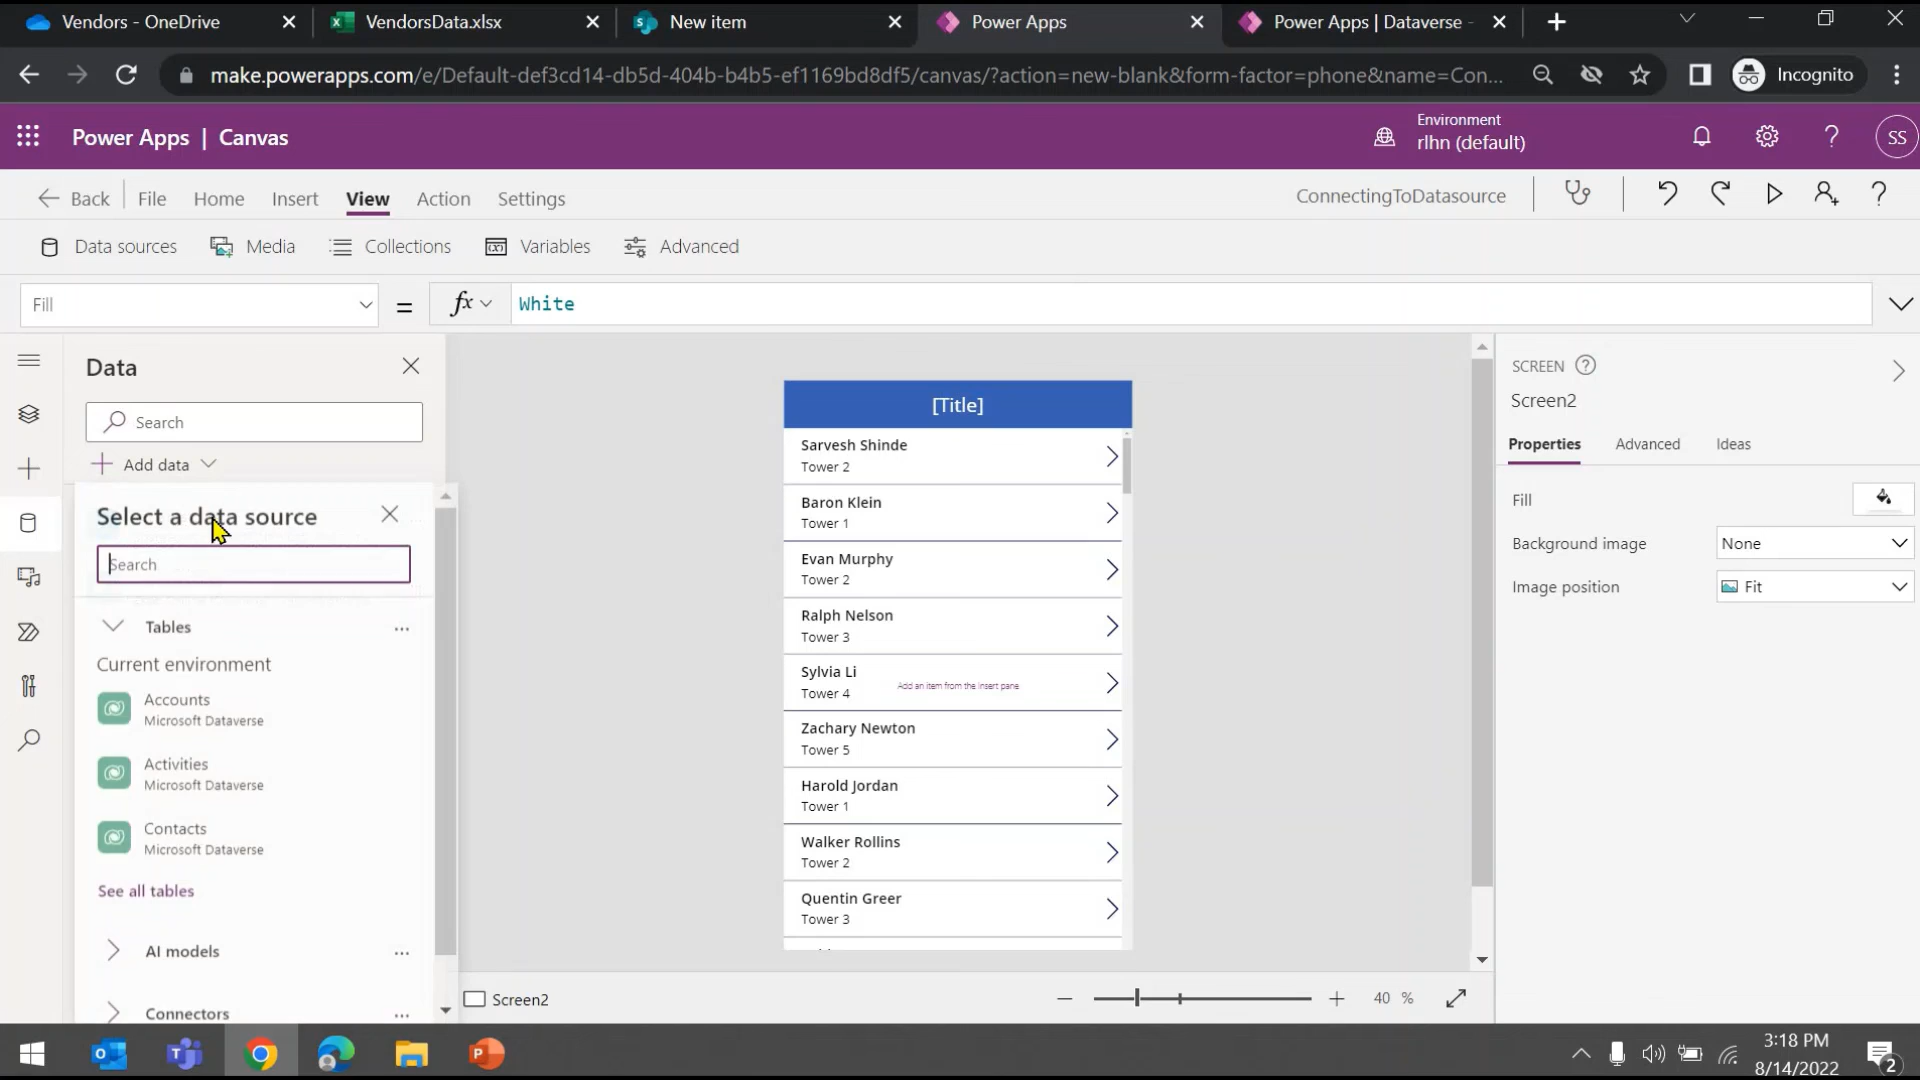 Vendors - OneDrive
VendorsData.xlsx
New item
Power Apps
Power Apps | Dataverse -
make.powerapps.com/e/Default-def3cd14-db5d-404b-b4b5-ef1169bd8df5/canvas/?action=new-blank&form-factor=phone&name=Con...
Incognito
Power Apps | Canvas
Environment
rlhn (default)
SS
Back
File
Home
Insert
View
Action
Settings
ConnectingToDatasource
Data sources
Media
Collections
Variables
Advanced
Fill
=
fx
White
Data
Search
Add data
Select a data source
Search
Tables
Current environment
Accounts
Microsoft Dataverse
Activities
Microsoft Dataverse
Contacts
Microsoft Dataverse
See all tables
AI models
Connectors
[Title]
Sarvesh Shinde
Tower 2
Baron Klein
Tower 1
Evan Murphy
Tower 2
Ralph Nelson
Tower 3
Sylvia Li
Tower 4
Add an item from the insert pane
Zachary Newton
Tower 5
Harold Jordan
Tower 1
Walker Rollins
Tower 2
Quentin Greer
Tower 3
Screen2
40 %
SCREEN
Screen2
Properties
Advanced
Ideas
Fill
Background image
None
Image position
Fit
3:18 PM
8/14/2022
2